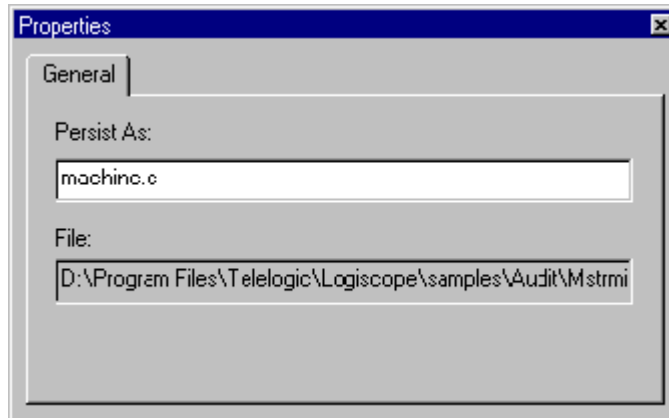 Properties
General
Persist As:
machine.c
File:
D:\Program Files\Telelogic\Logiscope\samples\Audit\Mstrmi